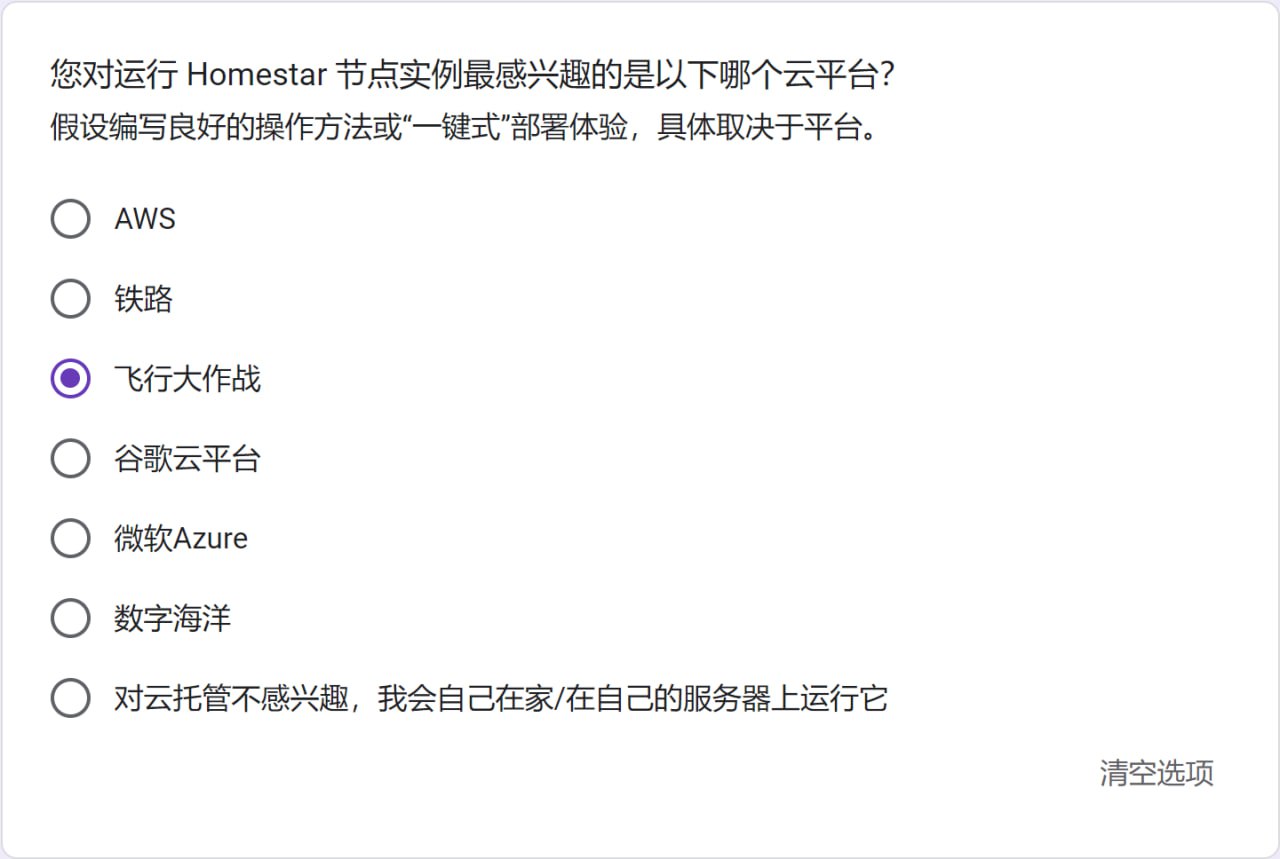 您对运行 Homestar 节点实例最感兴趣的是以下哪个云平台？
假设编写良好的操作方法或“一键式”部署体验，具体取决于平台。
AWS
铁路
飞行大作战
谷歌云平台
微软Azure
数字海洋
对云托管不感兴趣，我会自己在家/在自己的服务器上运行它
清空选项